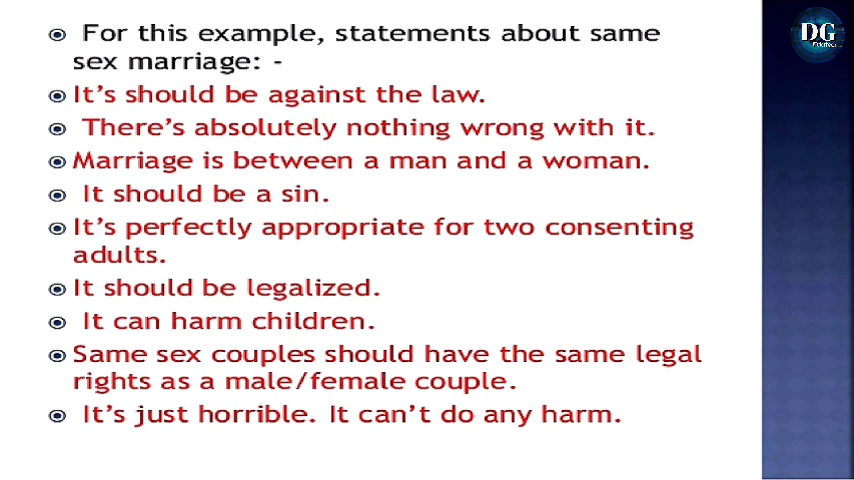 For this example, statements about same
sex marriage: -
It's should be against the law.
There's absolutely nothing wrong with it.
Marriage is between a man and a woman.
It should be a sin.
It's perfectly appropriate for two consenting
adults.
It should be legalized.
It can harm children.
Same sex couples should have the same legal
rights as a male/female couple.
It's just horrible. It can't do any harm.
DG